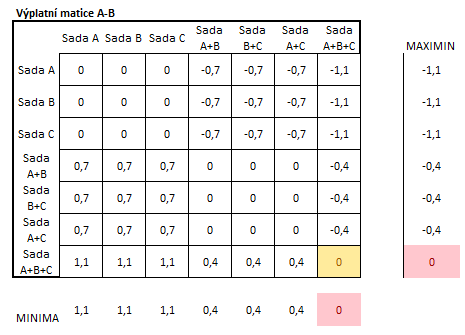 Výplatní matice A-B
Sada A Sada B Sada C Sada A+B Sada B+C Sada A+C Sada A+B+C MAXIMIN
Sada A 0 0 0 -0,7 -0,7 -0,7 -1,1 -1,1
Sada B 0 0 0 -0,7 -0,7 -0,7 -1,1 -1,1
Sada C 0 0 0 -0,7 -0,7 -0,7 -1,1 -1,1
Sada A+B 0,7 0,7 0,7 0 0 0 -0,4 -0,4
Sada B+C 0,7 0,7 0,7 0 0 0 -0,4 -0,4
Sada A+C 0,7 0,7 0,7 0 0 0 -0,4 -0,4
Sada A+B+C 1,1 1,1 1,1 0,4 0,4 0,4 0 0
MINIMA 1,1 1,1 1,1 0,4 0,4 0,4 0